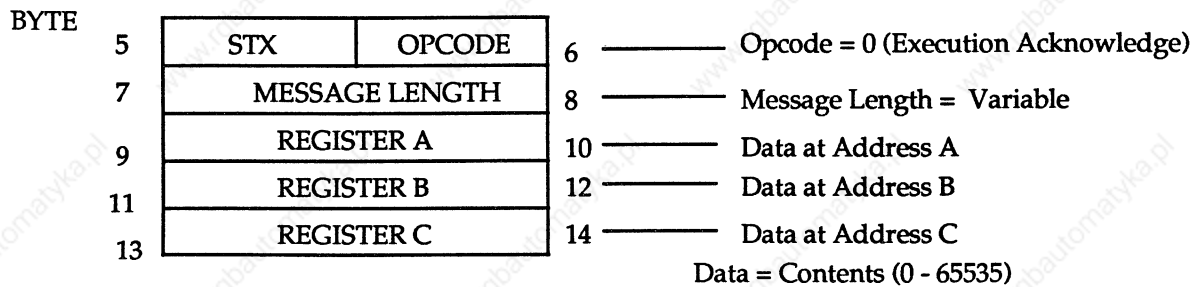 BYTE
5 STX OPCODE 6 Opcode = 0 (Execution Acknowledge)
7 MESSAGE LENGTH 8 Message Length = Variable
9 REGISTER A 10 Data at Address A
11 REGISTER B 12 Data at Address B
13 REGISTER C 14 Data at Address C
Data = Contents (0 - 65535)